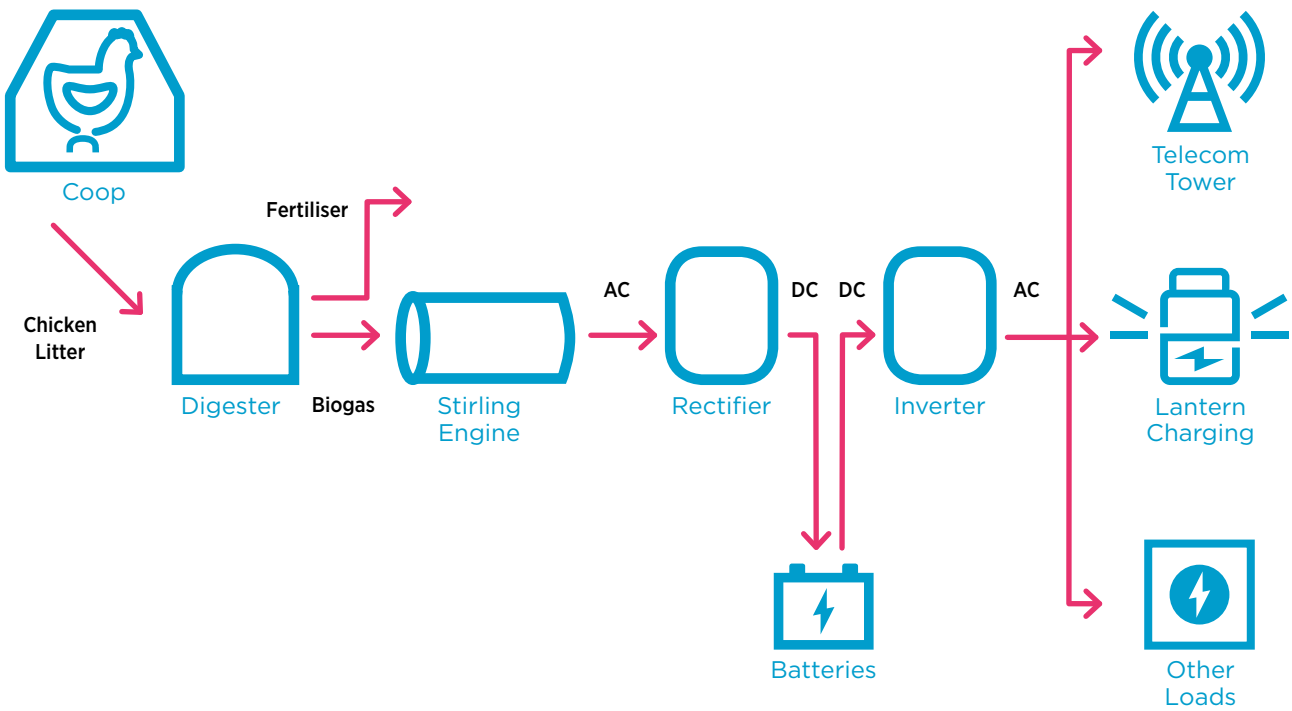 Coop
Chicken
Litter
Digester
Fertiliser
Biogas
Stirling
Engine
AC
Rectifier
DC
DC
Batteries
Inverter
AC
Telecom
Tower
Lantern
Charging
Other
Loads